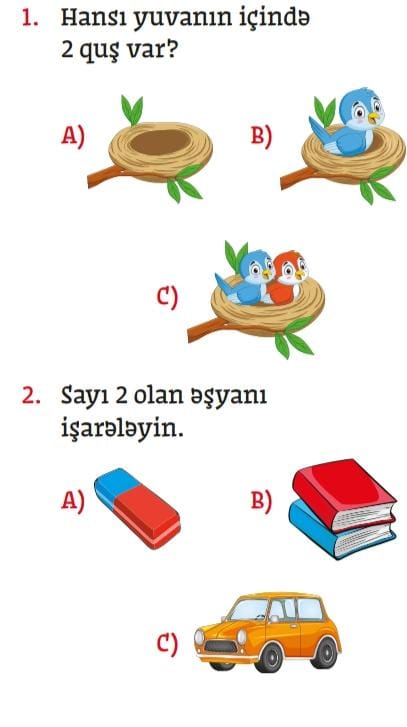 1. Hansı yuvanın içində
2 quş var?
A)
B)
C)
2. Sayı 2 olan əşyanı
işarələyin.
A)
B)
C)